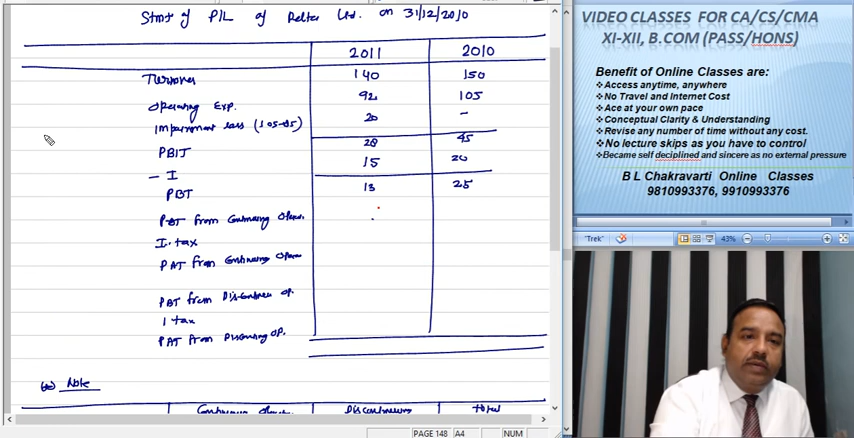 Stmt of P/L of Delta Ltd. on 31/12/2010
2011 2010
Turnover 140 150
Operating Exp. 92 105
Impairment loss (105-85) 20 -
PBIT 28 45
- I 15 20
PBT 13 25
PBT from Continuing Opern.
I. tax
PAT from Continuing Opern
PBT from Discontinued Op.
I tax
PAT from Discontinuing Op.
Note
Continuing Discontinuing total
PAGE 148 A4 NUM
VIDEO CLASSES FOR CA/CS/CMA
XI-XII, B.COM (PASS/HONS)
Benefit of Online Classes are:
Access anytime, anywhere
No Travel and Internet Cost
Ace at your own pace
Conceptual Clarity & Understanding
Revise any number of time without any cost.
No lecture skips as you have to control
Became self deciplined and sincere as no external pressure
B L Chakravarti Online Classes
9810993376, 9910993376
"Trek" 43%